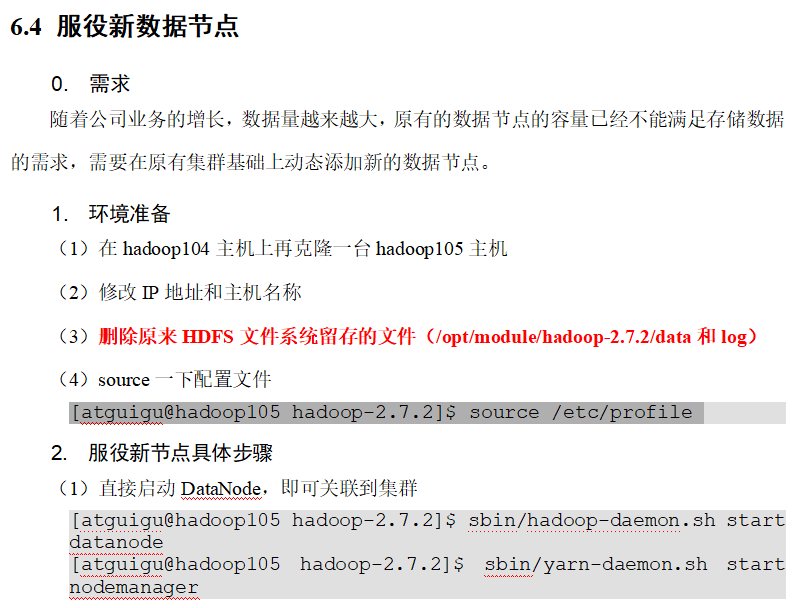 6.4 服役新数据节点
0. 需求
随着公司业务的增长，数据量越来越大，原有的数据节点的容量已经不能满足存储数据
的需求，需要在原有集群基础上动态添加新的数据节点。
1. 环境准备
（1）在 hadoop104 主机上再克隆一台 hadoop105 主机
（2）修改 IP 地址和主机名称
（3）删除原来 HDFS 文件系统留存的文件（/opt/module/hadoop-2.7.2/data 和 log）
（4）source 一下配置文件
[atguigu@hadoop105 hadoop-2.7.2]$ source /etc/profile
2. 服役新节点具体步骤
（1）直接启动 DataNode，即可关联到集群
[atguigu@hadoop105 hadoop-2.7.2]$ sbin/hadoop-daemon.sh start
datanode
[atguigu@hadoop105 hadoop-2.7.2]$ sbin/yarn-daemon.sh start
nodemanager